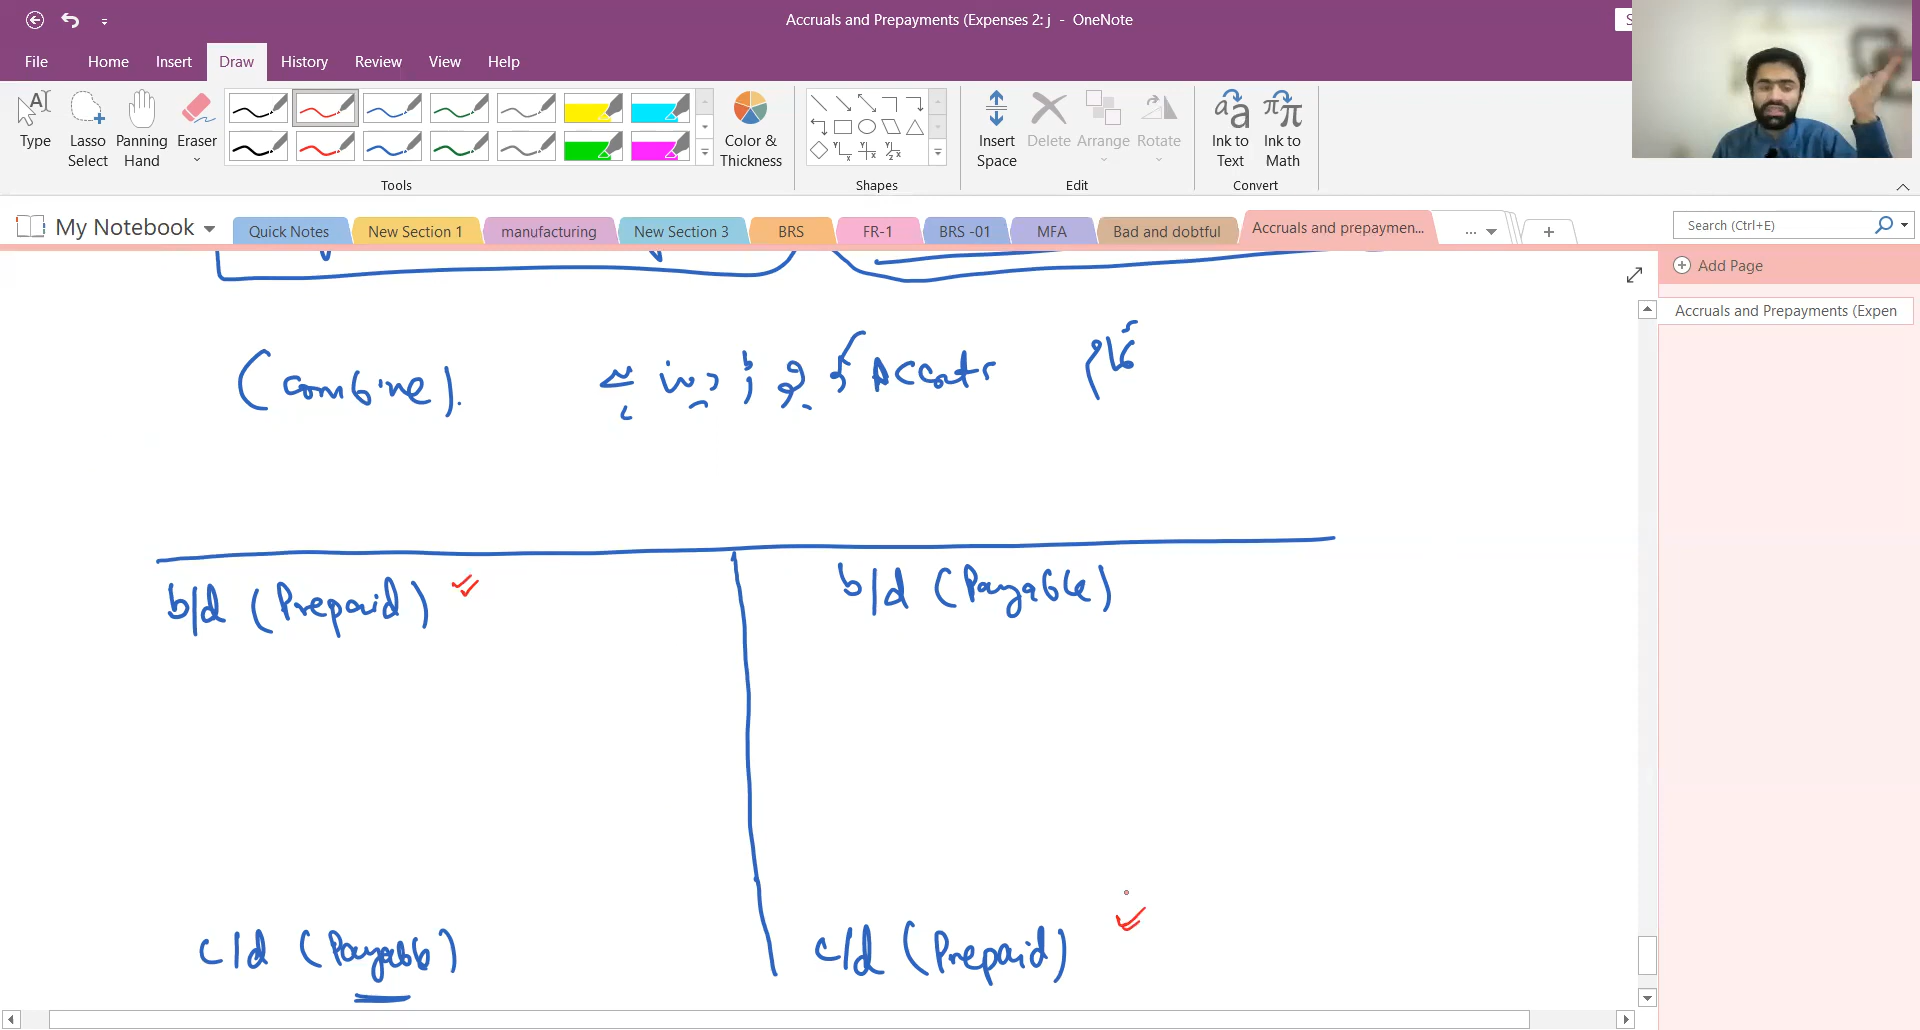 Accruals and Prepayments (Expenses 2: j - OneNote
File Home Insert Draw History Review View Help
Type
Lasso Select
Panning Hand
Eraser
Color & Thickness
Insert Space
Delete
Arrange
Rotate
Ink to Text
Ink to Math
Tools Shapes Edit Convert
My Notebook Quick Notes New Section 1 manufacturing New Section 3 BRS FR-1 BRS -01 MFA Bad and dobtful Accruals and prepaymen... ...
Search (Ctrl+E)
Add Page
Accruals and Prepayments (Expen
(Combine).
b/d (Prepaid) b/d (Payable)
c/d (Payable) c/d (Prepaid)